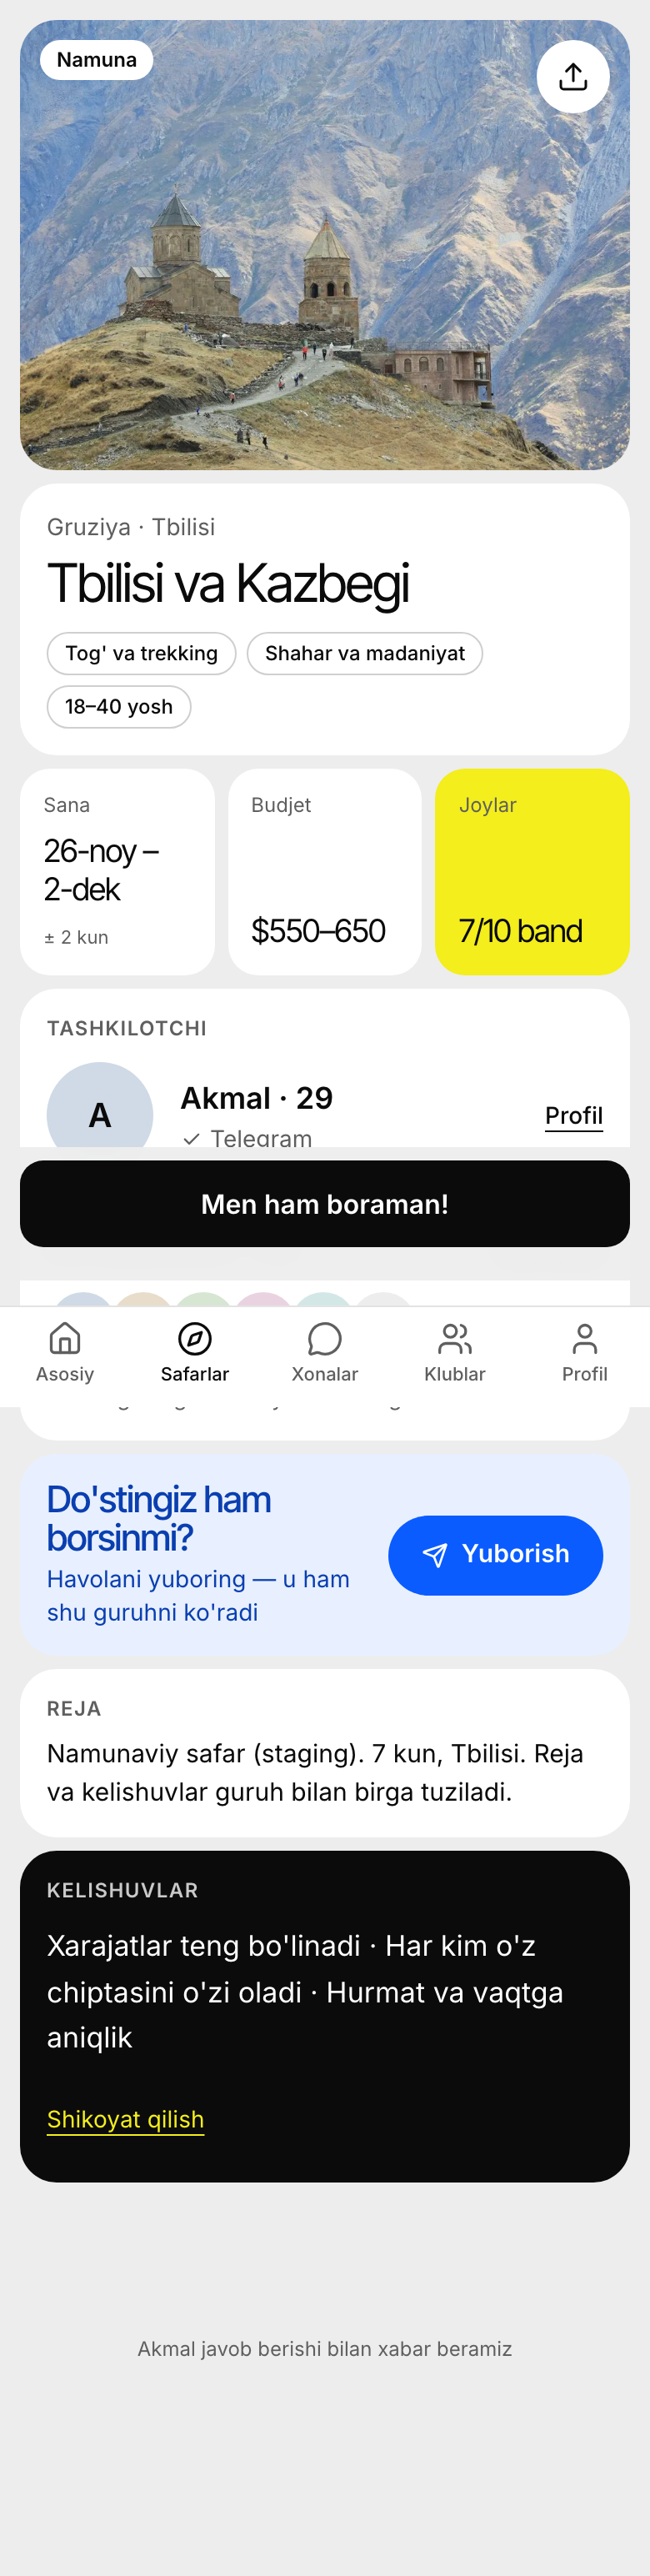 Namuna
Gruziya · Tbilisi
Tbilisi va Kazbegi
Tog' va trekking
Shahar va madaniyat
18–40 yosh
Sana
26-noy –
2-dek
± 2 kun
Budjet
$550–650
Joylar
7/10 band
TASHKILOTCHI
A
Akmal · 29
Telegram
Profil
Men ham boraman!
Asosiy
Safarlar
Xonalar
Klublar
Profil
Do'stingiz ham
borsinmi?
Havolani yuboring — u ham
shu guruhni ko'radi
Yuborish
REJA
Namunaviy safar (staging). 7 kun, Tbilisi. Reja
va kelishuvlar guruh bilan birga tuziladi.
KELISHUVLAR
Xarajatlar teng bo'linadi · Har kim o'z
chiptasini o'zi oladi · Hurmat va vaqtga
aniqlik
Shikoyat qilish
Akmal javob berishi bilan xabar beramiz